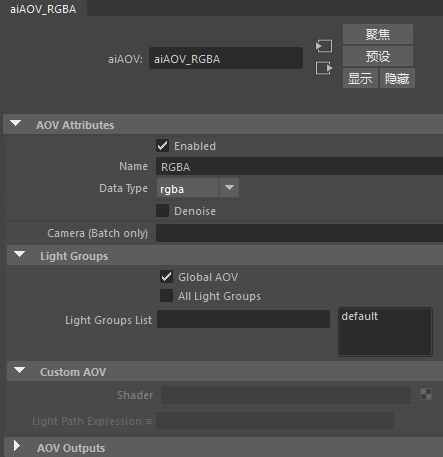 aiAOV_RGBA
聚焦
aiAOV: aiAOV_RGBA
预设
显示 隐藏
AOV Attributes
Enabled
Name RGBA
Data Type rgba
Denoise
Camera (Batch only)
Light Groups
Global AOV
All Light Groups
Light Groups List default
Custom AOV
Shader
Light Path Expression =
AOV Outputs